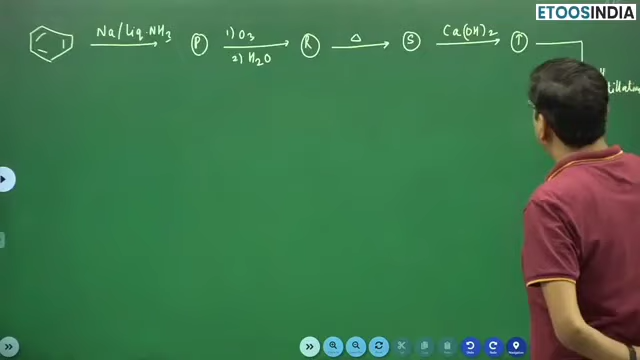 ETOOSINDIA
Na/Liq. NH3 P 1) O3 R △ S Ca(OH)2 T
2) H2O